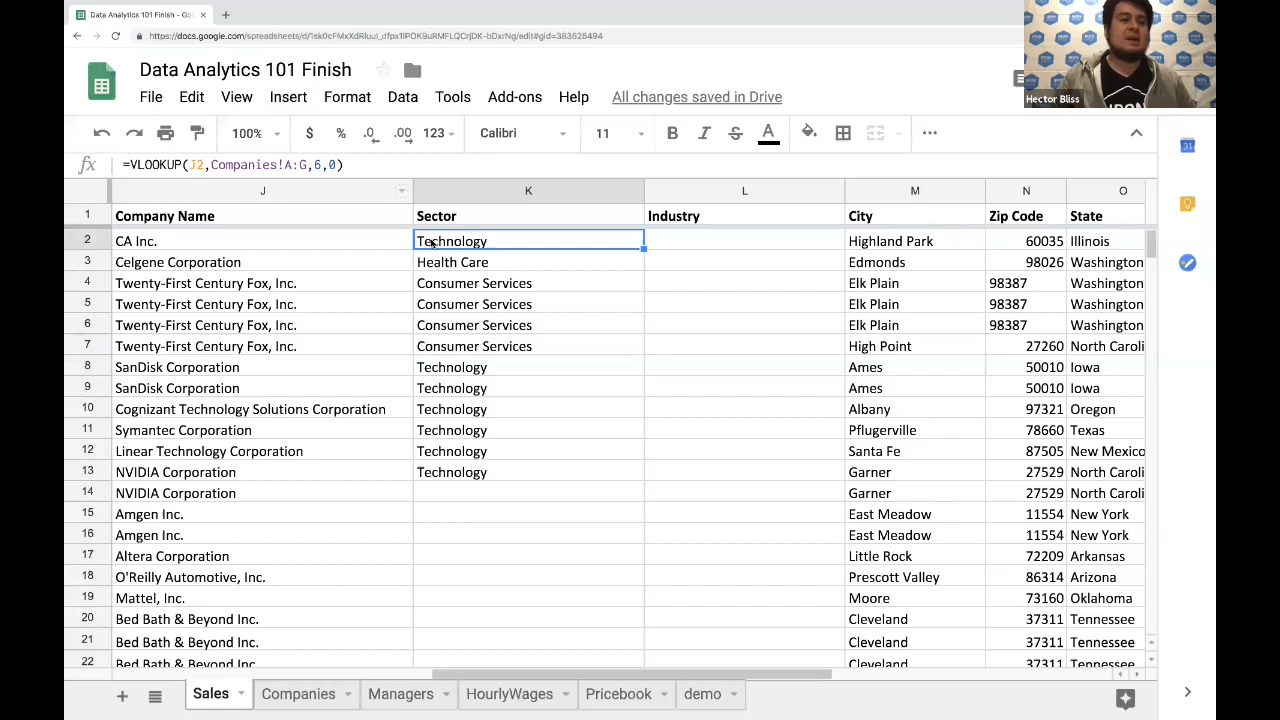 Data Analytics 101 Finish - Goo
https://docs.google.com/spreadsheets/d/1sk0cFMxXdRluuI_dfpx1IPOK9uRMFLQCrjDK-bDxrNg/edit#gid=383525494
Data Analytics 101 Finish
File Edit View Insert Format Data Tools Add-ons Help All changes saved in Drive
Hector Bliss
100% $ % .0 .00 123 Calibri 11 B I S A
31
fx =VLOOKUP(J2,Companies!A:G,6,0)
J K L M N O
1 Company Name Sector Industry City Zip Code State
2 CA Inc. Technology Highland Park 60035 Illinois
3 Celgene Corporation Health Care Edmonds 98026 Washington
4 Twenty-First Century Fox, Inc. Consumer Services Elk Plain 98387 Washington
5 Twenty-First Century Fox, Inc. Consumer Services Elk Plain 98387 Washington
6 Twenty-First Century Fox, Inc. Consumer Services Elk Plain 98387 Washington
7 Twenty-First Century Fox, Inc. Consumer Services High Point 27260 North Caroli
8 SanDisk Corporation Technology Ames 50010 Iowa
9 SanDisk Corporation Technology Ames 50010 Iowa
10 Cognizant Technology Solutions Corporation Technology Albany 97321 Oregon
11 Symantec Corporation Technology Pflugerville 78660 Texas
12 Linear Technology Corporation Technology Santa Fe 87505 New Mexico
13 NVIDIA Corporation Technology Garner 27529 North Caroli
14 NVIDIA Corporation Garner 27529 North Caroli
15 Amgen Inc. East Meadow 11554 New York
16 Amgen Inc. East Meadow 11554 New York
17 Altera Corporation Little Rock 72209 Arkansas
18 O'Reilly Automotive, Inc. Prescott Valley 86314 Arizona
19 Mattel, Inc. Moore 73160 Oklahoma
20 Bed Bath & Beyond Inc. Cleveland 37311 Tennessee
21 Bed Bath & Beyond Inc. Cleveland 37311 Tennessee
22 Bed Bath & Beyond Inc. Cleveland 37311 Tennessee
Sales Companies Managers HourlyWages Pricebook demo